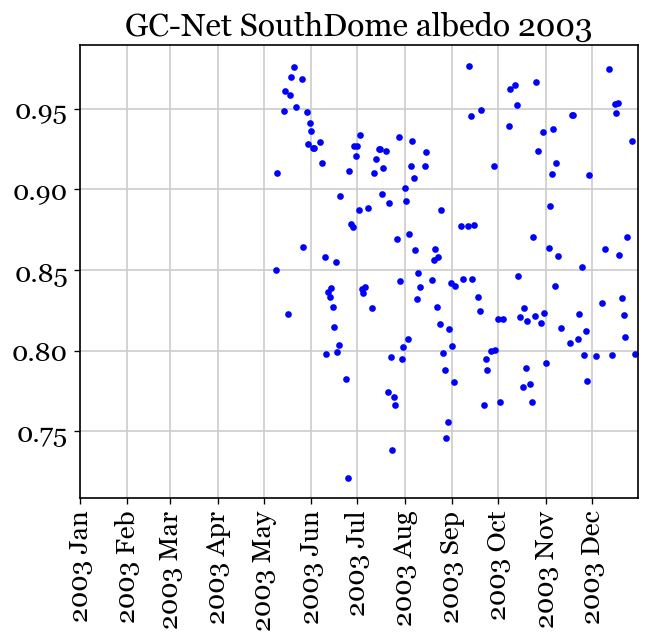 GC-Net SouthDome albedo 2003
0.95
0.90
0.85
0.80
0.75
2003 Jan
2003 Feb
2003 Mar
2003 Apr
2003 May
2003 Jun
2003 Jul
2003 Aug
2003 Sep
2003 Oct
2003 Nov
2003 Dec